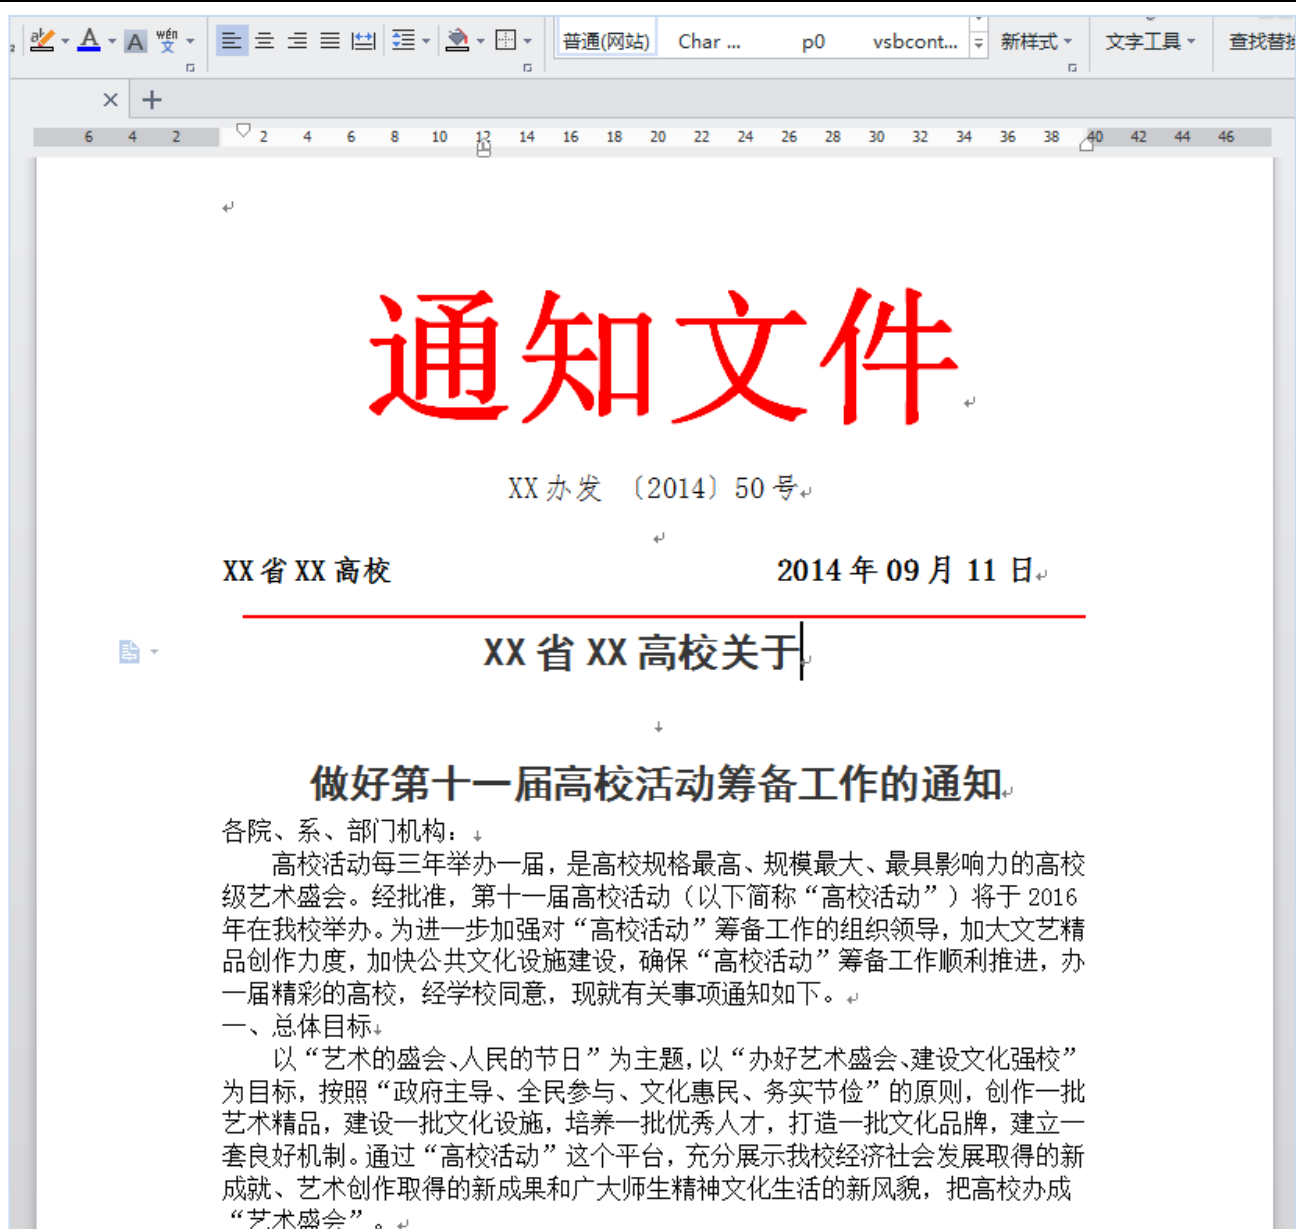 wén
文
普通(网站) Char ... p0 vsbcont... 新样式 文字工具 查找替换
6 4 2 2 4 6 8 10 12 14 16 18 20 22 24 26 28 30 32 34 36 38 40 42 44 46
通知文件
XX办发 〔2014〕50号
XX省XX高校 2014年09月 11 日
XX省XX高校关于
做好第十一届高校活动筹备工作的通知
各院、系、部门机构：
高校活动每三年举办一届，是高校规格最高、规模最大、最具影响力的高校
级艺术盛会。经批准，第十一届高校活动（以下简称“高校活动”）将于2016
年在我校举办。为进一步加强对“高校活动”筹备工作的组织领导，加大文艺精
品创作力度，加快公共文化设施建设，确保“高校活动”筹备工作顺利推进，办
一届精彩的高校，经学校同意，现就有关事项通知如下。
一、总体目标
以“艺术的盛会、人民的节日”为主题，以“办好艺术盛会、建设文化强校”
为目标，按照“政府主导、全民参与、文化惠民、务实节俭”的原则，创作一批
艺术精品，建设一批文化设施，培养一批优秀人才，打造一批文化品牌，建立一
套良好机制。通过“高校活动”这个平台，充分展示我校经济社会发展取得的新
成就、艺术创作取得的新成果和广大师生精神文化生活的新风貌，把高校办成
“艺术盛会”。